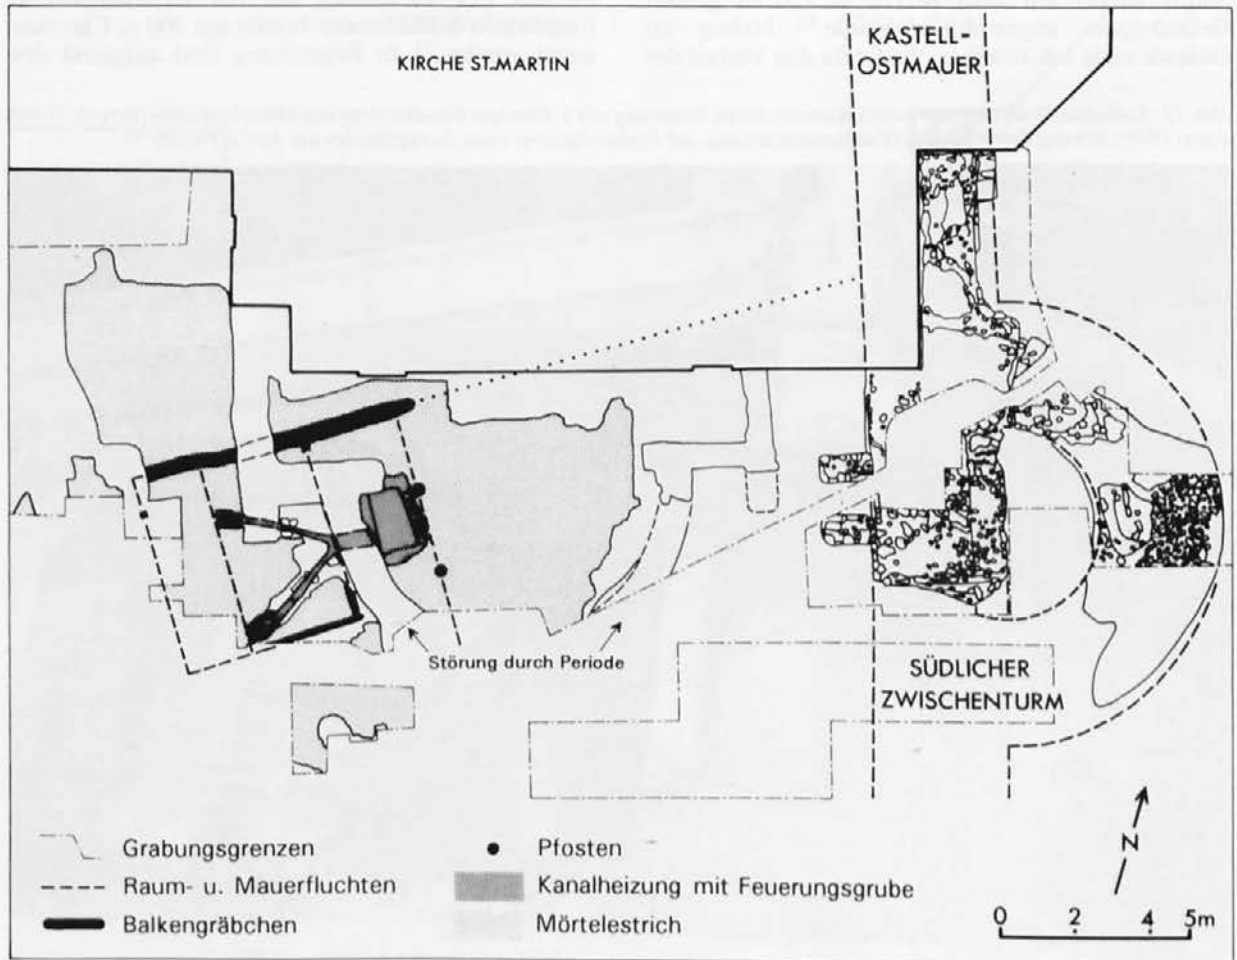 KIRCHE ST.MARTIN
KASTELL-
OSTMAUER
Störung durch Periode
SÜDLICHER
ZWISCHENTURM
N
Grabungsgrenzen
Raum- u. Mauerfluchten
Balkengräbchen
Pfosten
Kanalheizung mit Feuerungsgrube
Mörtelestrich
0 2 4 5m